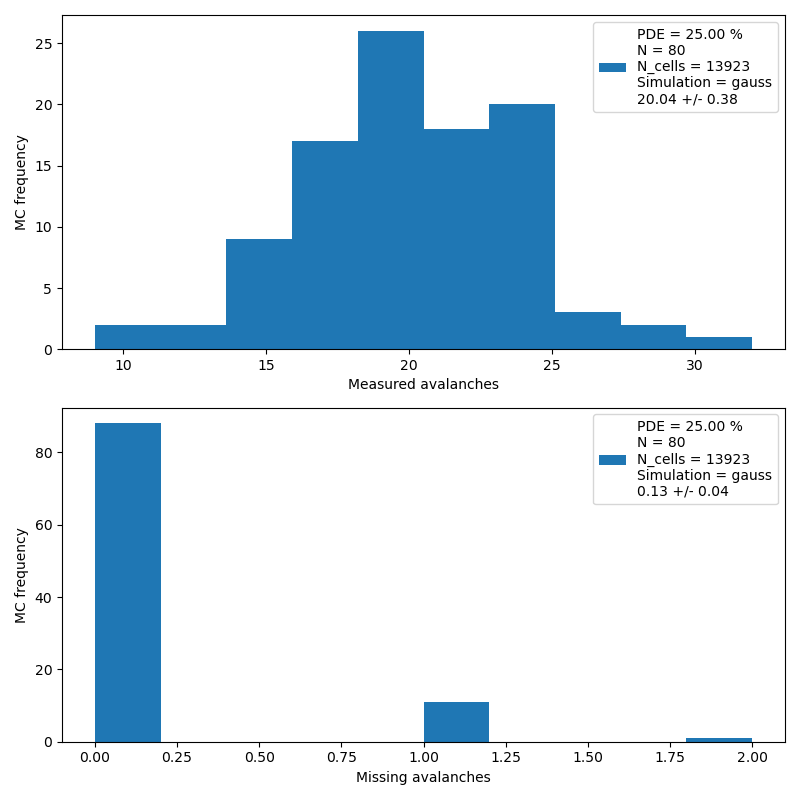 25
20
15
10
5
0
MC frequency
PDE = 25.00 %
N = 80
N_cells = 13923
Simulation = gauss
20.04 +/- 0.38
10 15 20 25 30
Measured avalanches
80
60
40
20
0
MC frequency
PDE = 25.00 %
N = 80
N_cells = 13923
Simulation = gauss
0.13 +/- 0.04
0.00 0.25 0.50 0.75 1.00 1.25 1.50 1.75 2.00
Missing avalanches